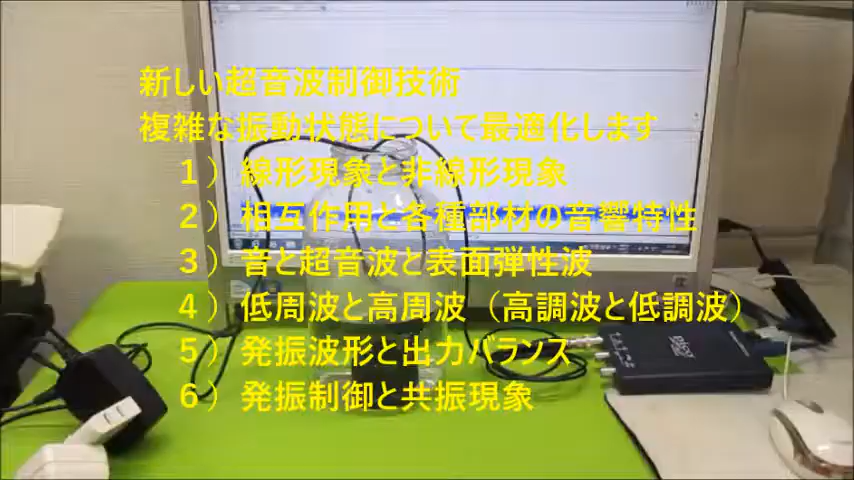 新しい超音波制御技術
複雑な振動状態について最適化します
１）線形現象と非線形現象
２）相互作用と各種部材の音響特性
３）音と超音波と表面弾性波
４）低周波と高周波（高調波と低調波）
５）発振波形と出力バランス
６）発振制御と共振現象
pico